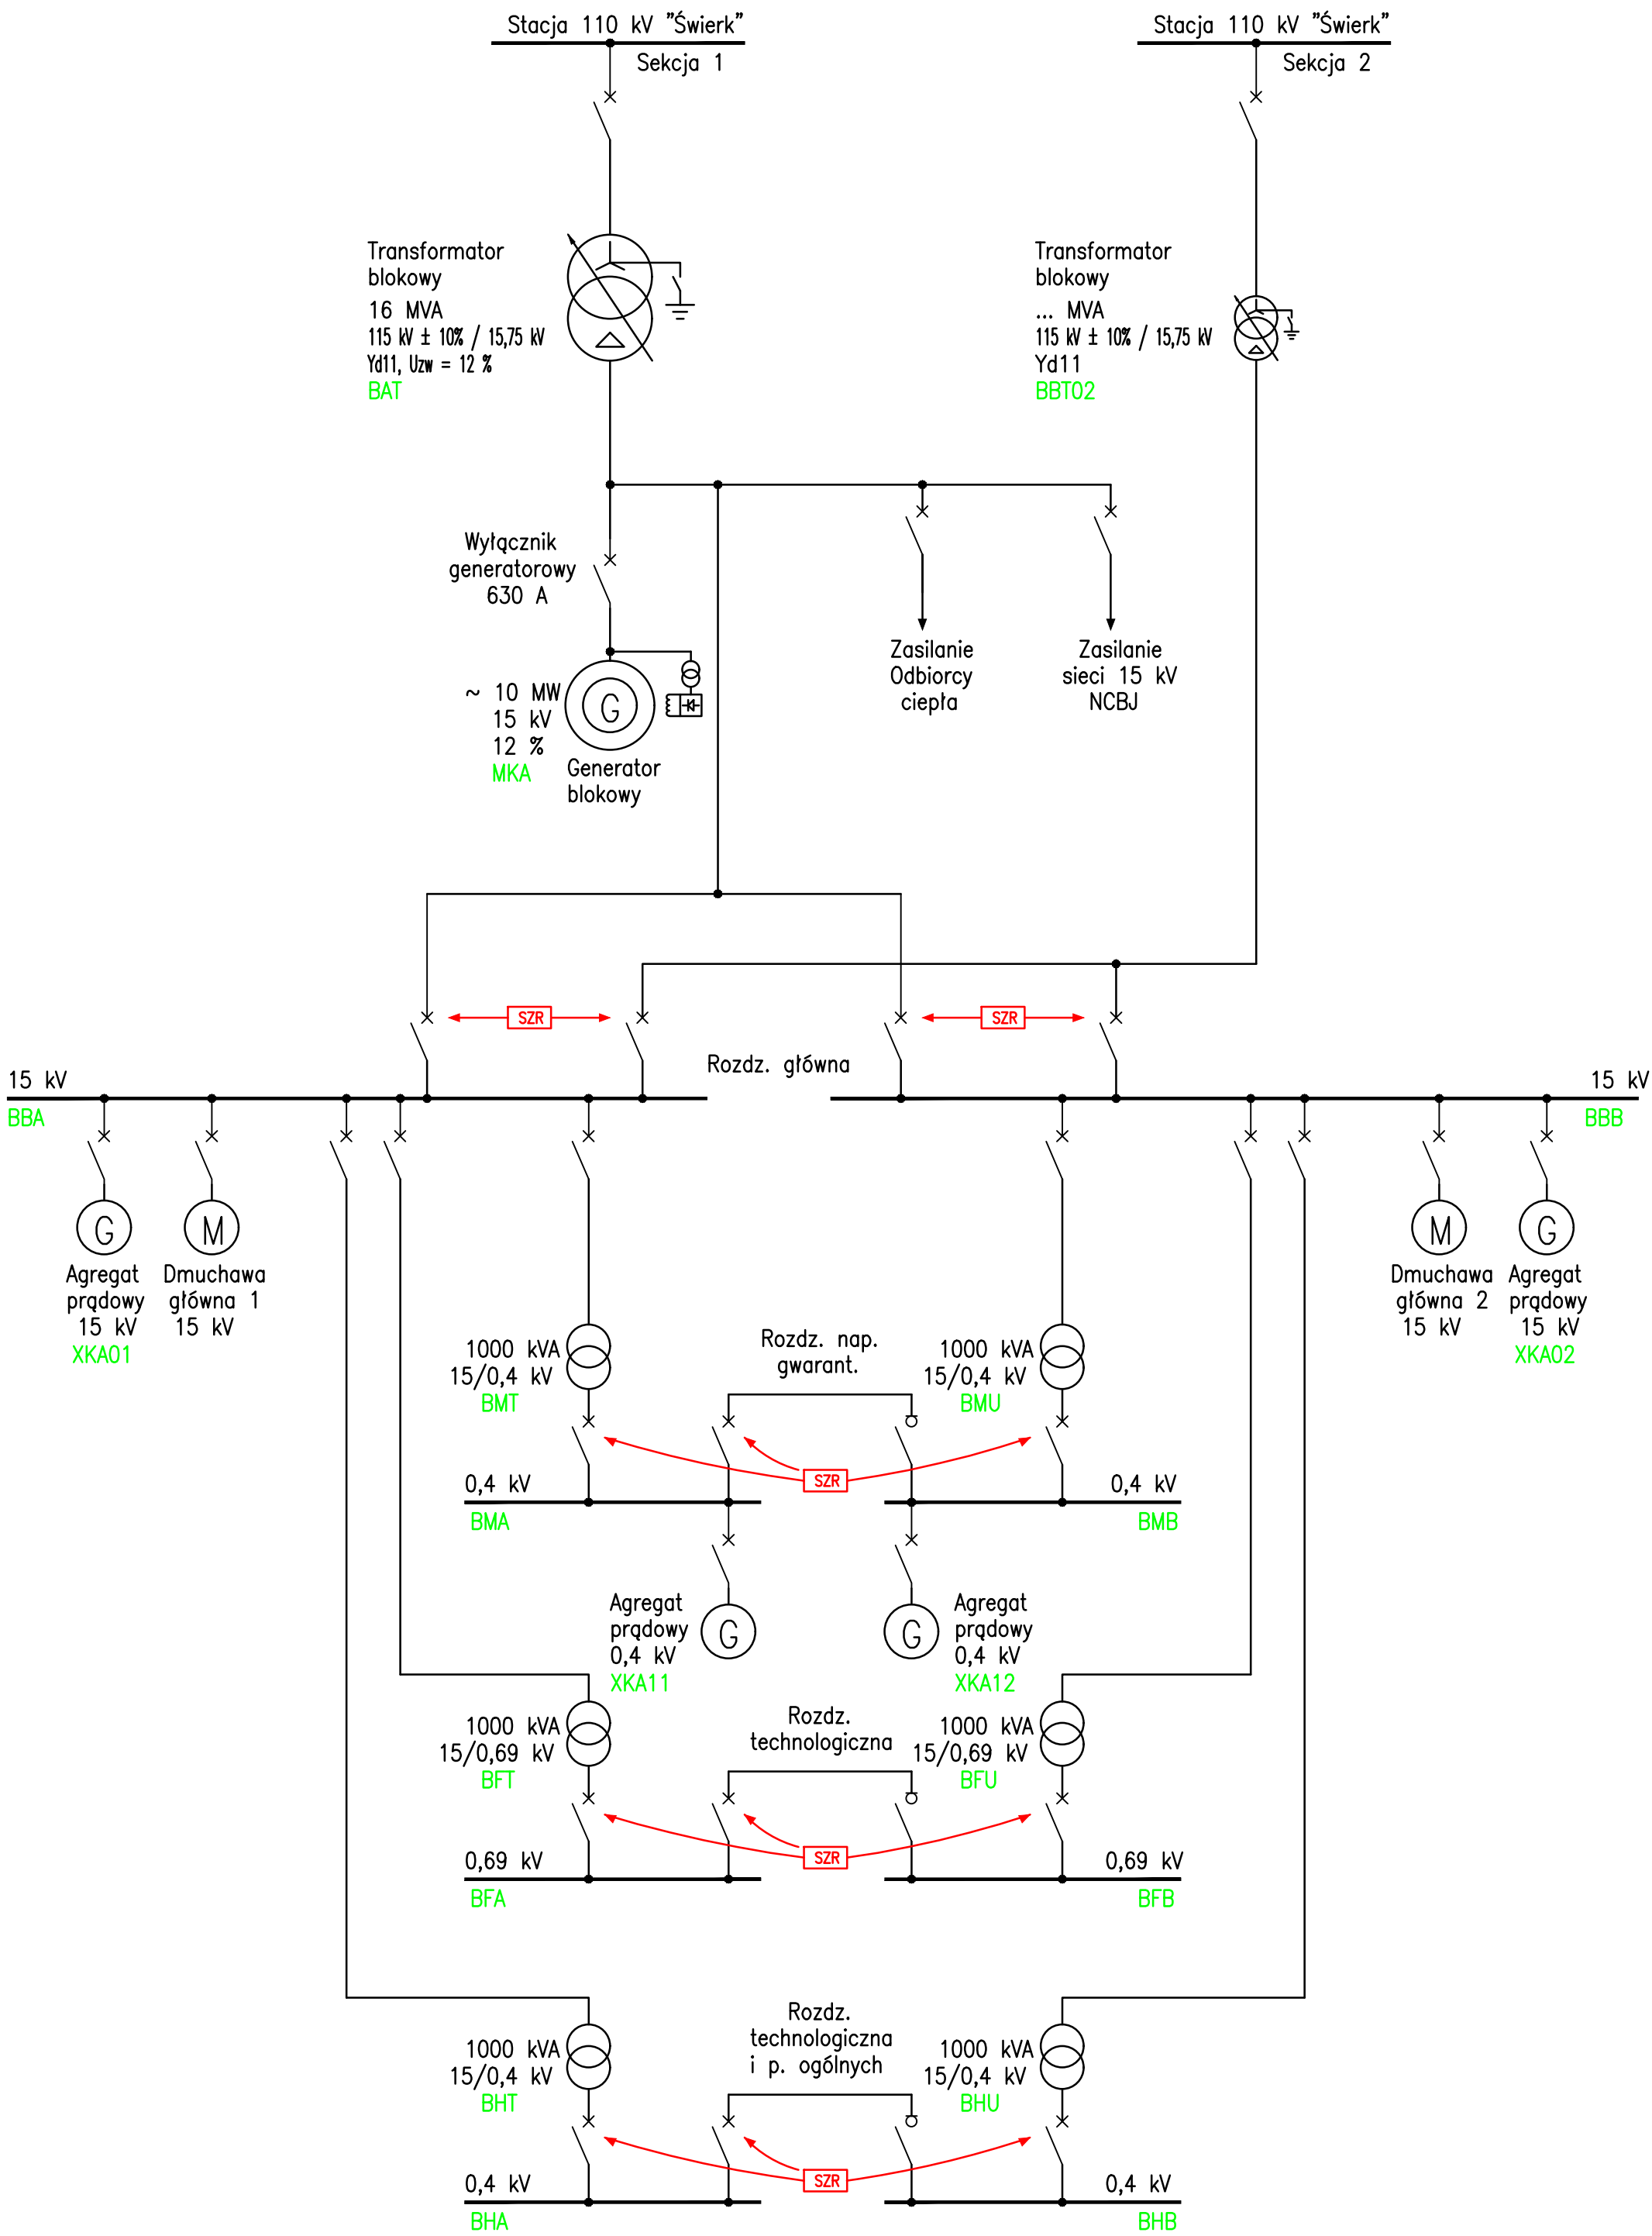 Stacja 110 kV "Świerk"
Sekcja 1
Stacja 110 kV "Świerk"
Sekcja 2
Transformator
blokowy
16 MVA
115 kV ± 10% / 15,75 kV
Yd11, Uzw = 12 %
BAT
Transformator
blokowy
... MVA
115 kV ± 10% / 15,75 kV
Yd11
BBT02
Wyłącznik
generatorowy
630 A
~ 10 MW
15 kV
12 %
MKA
G
Generator
blokowy
Zasilanie
Odbiorcy
ciepła
Zasilanie
sieci 15 kV
NCBJ
SZR
SZR
Rozdz. główna
15 kV
BBA
15 kV
BBB
G
Agregat
prądowy
15 kV
XKA01
M
Dmuchawa
główna 1
15 kV
M
Dmuchawa
główna 2
15 kV
G
Agregat
prądowy
15 kV
XKA02
1000 kVA
15/0,4 kV
BMT
Rozdz. nap.
gwarant.
1000 kVA
15/0,4 kV
BMU
SZR
0,4 kV
BMA
0,4 kV
BMB
Agregat
prądowy
0,4 kV
XKA11
G
G
Agregat
prądowy
0,4 kV
XKA12
1000 kVA
15/0,69 kV
BFT
Rozdz.
technologiczna
1000 kVA
15/0,69 kV
BFU
SZR
0,69 kV
BFA
0,69 kV
BFB
1000 kVA
15/0,4 kV
BHT
Rozdz.
technologiczna
i p. ogólnych
1000 kVA
15/0,4 kV
BHU
SZR
0,4 kV
BHA
0,4 kV
BHB